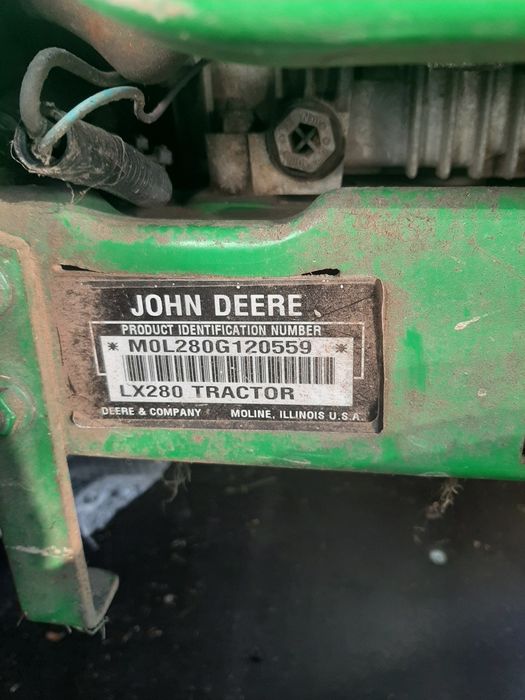 JOHN DEERE
PRODUCT IDENTIFICATION NUMBER
* M0L280G120559 *
LX280 TRACTOR
DEERE & COMPANY MOLINE, ILLINOIS U.S.A.